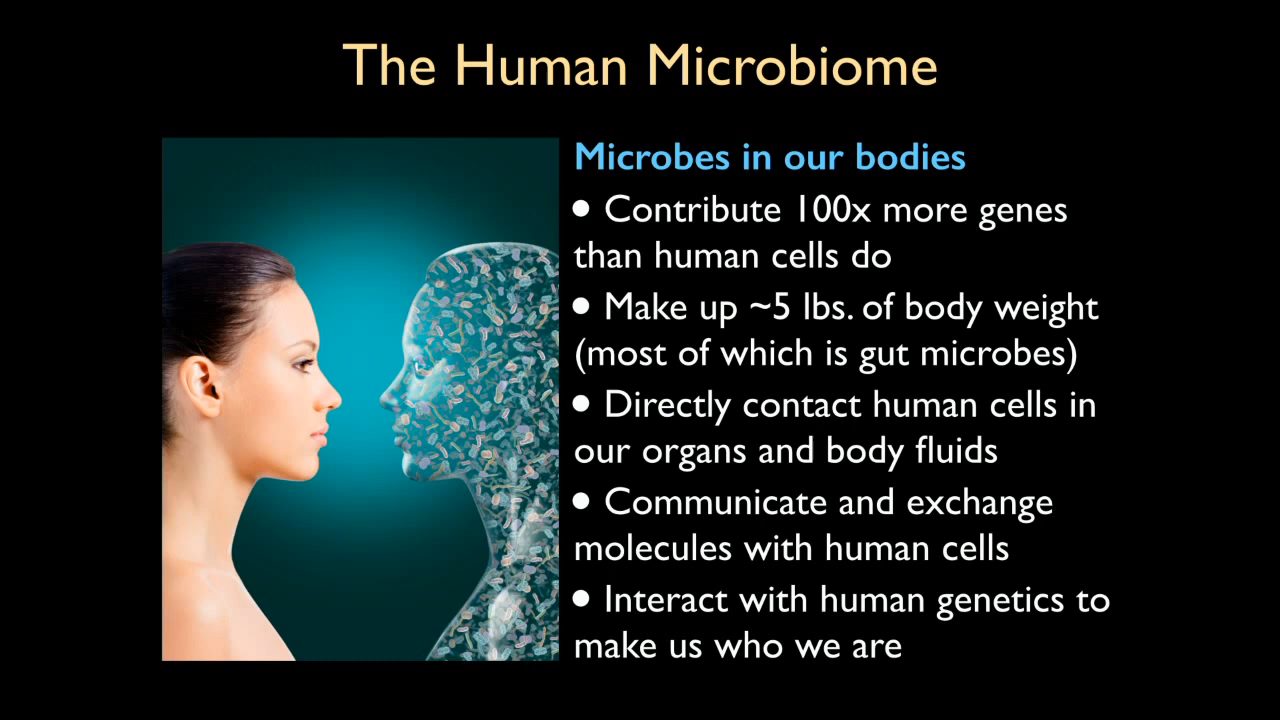 The Human Microbiome
Microbes in our bodies
• Contribute 100x more genes
than human cells do
• Make up ~5 lbs. of body weight
(most of which is gut microbes)
• Directly contact human cells in
our organs and body fluids
• Communicate and exchange
molecules with human cells
• Interact with human genetics to
make us who we are